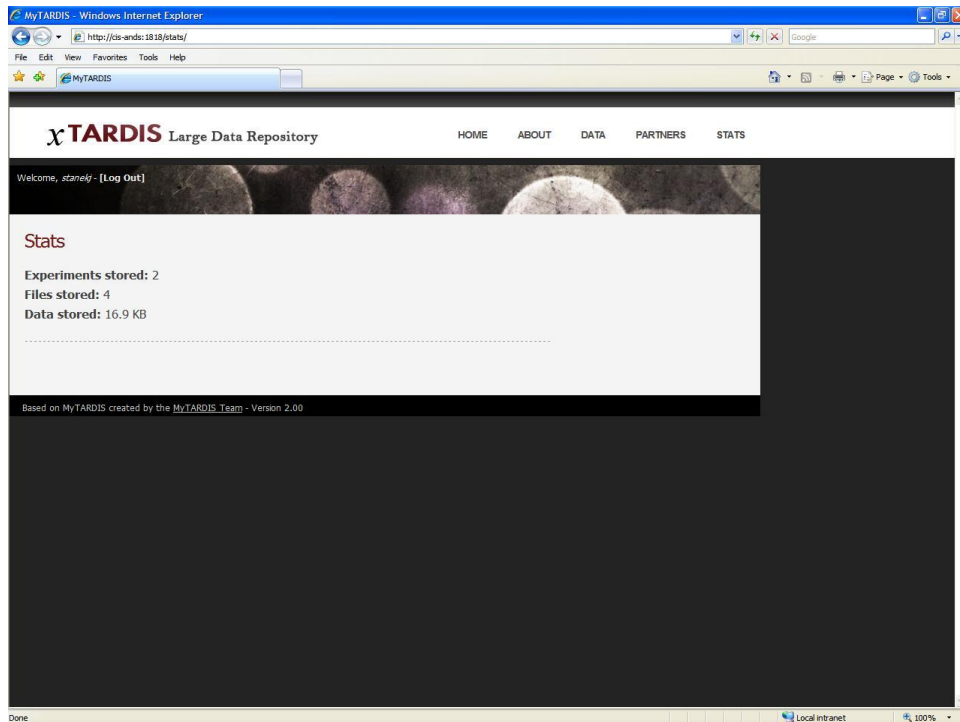 MyTARDIS - Windows Internet Explorer
http://cis-ands:1818/stats/
Google
File Edit View Favorites Tools Help
MyTARDIS
Page Tools
xTARDIS Large Data Repository
HOME ABOUT DATA PARTNERS STATS
Welcome, stanekj - [Log Out]
Stats
Experiments stored: 2
Files stored: 4
Data stored: 16.9 KB
Based on MyTARDIS created by the MyTARDIS Team - Version 2.00
Done
Local intranet
100%